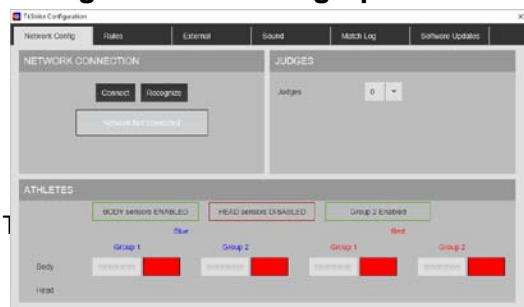 TkStrike Configuration
Network Config Rules External Sound Match Log Software Updates
NETWORK CONNECTION JUDGES
Connect Recognize Judges 0
Network Not connected
ATHLETES
BODY sensors ENABLED HEAD sensors DISABLED Group 2 Enabled
Blue Red
Group 1 Group 2 Group 1 Group 2
Body
Head